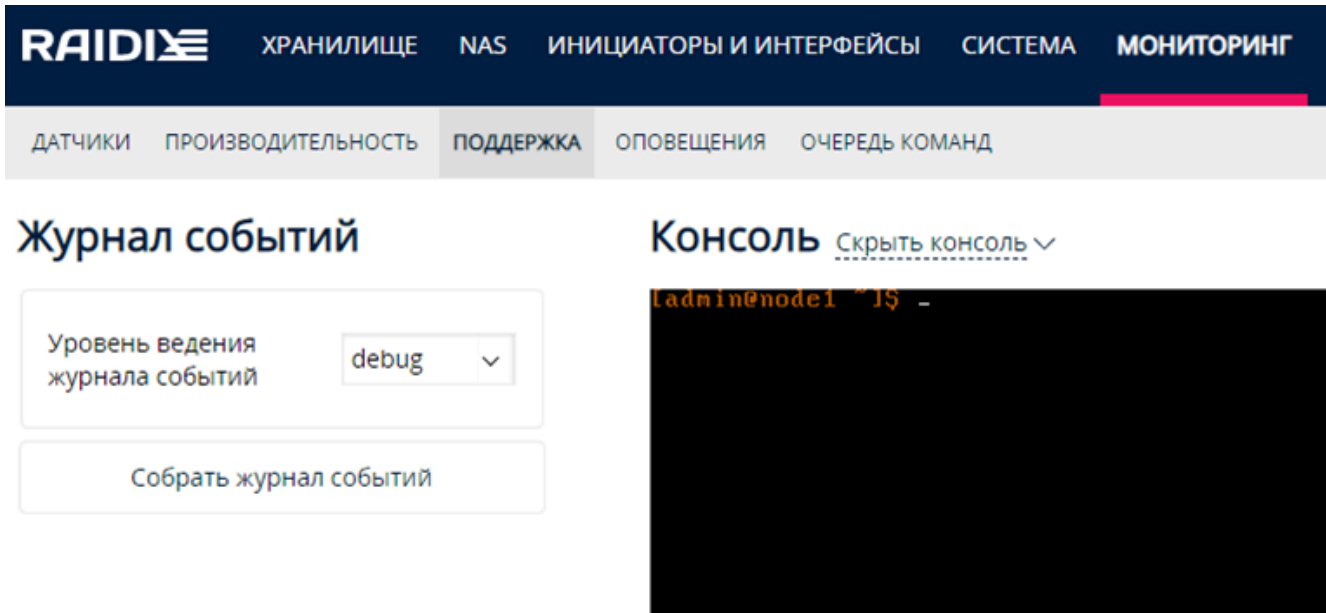 RAIDIX ХРАНИЛИЩЕ NAS ИНИЦИАТОРЫ И ИНТЕРФЕЙСЫ СИСТЕМА МОНИТОРИНГ
ДАТЧИКИ ПРОИЗВОДИТЕЛЬНОСТЬ ПОДДЕРЖКА ОПОВЕЩЕНИЯ ОЧЕРЕДЬ КОМАНД
Журнал событий
Консоль Скрыть консоль
[admin@node1 ~]$ _
Уровень ведения
журнала событий
debug
Собрать журнал событий